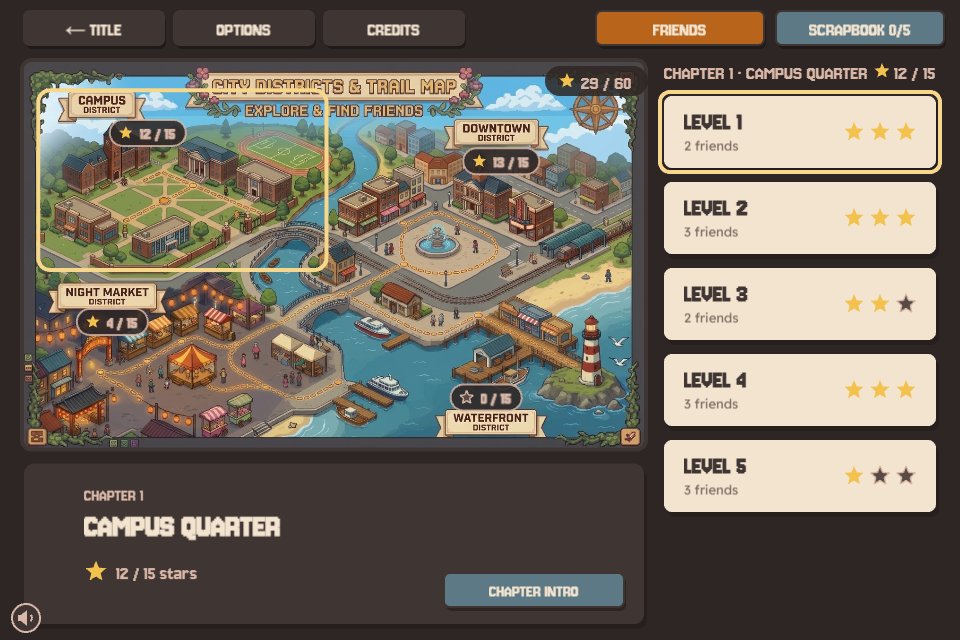 ← TITLE
OPTIONS
CREDITS
FRIENDS
SCRAPBOOK 0/5
CITY DISTRICTS & TRAIL MAP
EXPLORE & FIND FRIENDS
29 / 60
CAMPUS
DISTRICT
12 / 15
DOWNTOWN
DISTRICT
13 / 15
NIGHT MARKET
DISTRICT
4 / 15
0 / 15
WATERFRONT
DISTRICT
CHAPTER 1 · CAMPUS QUARTER 12 / 15
LEVEL 1
2 friends
LEVEL 2
3 friends
LEVEL 3
2 friends
LEVEL 4
3 friends
LEVEL 5
3 friends
CHAPTER 1
CAMPUS QUARTER
12 / 15 stars
CHAPTER INTRO